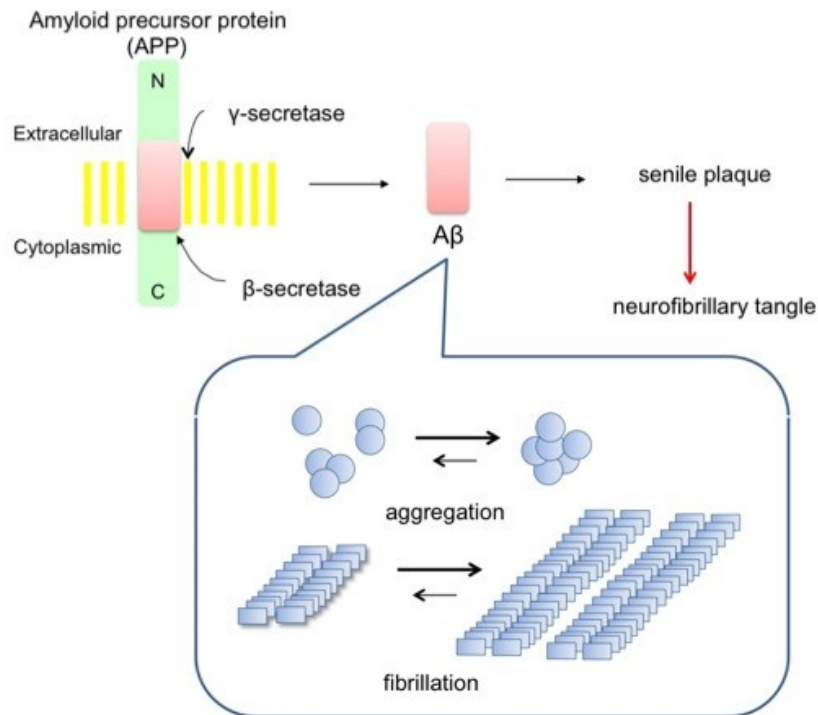 Amyloid precursor protein
(APP)
N
γ-secretase
Extracellular
senile plaque
Aβ
Cytoplasmic
C
β-secretase
neurofibrillary tangle
aggregation
fibrillation